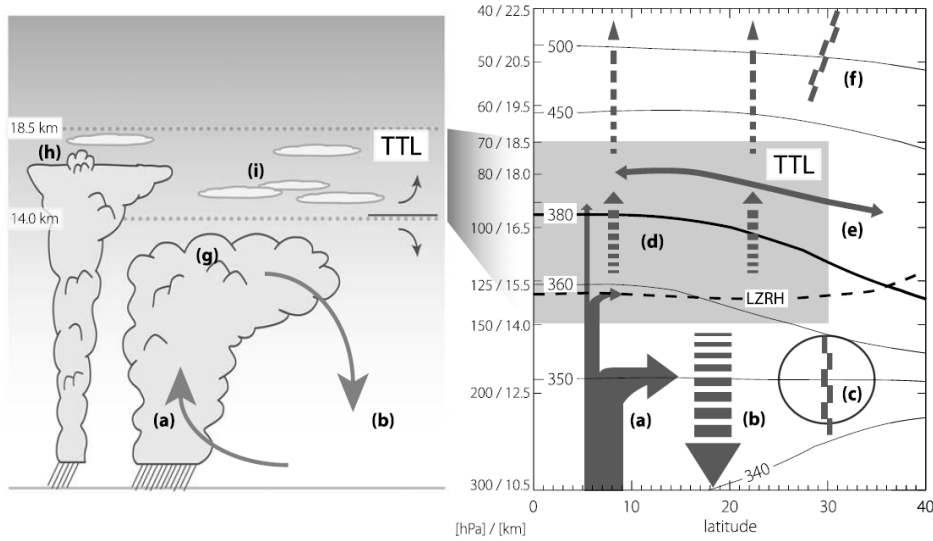 18.5 km
(h)
(i)
TTL
14.0 km
(g)
(a)
(b)
40 / 22.5
500
50 / 20.5
(f)
60 / 19.5
450
70 / 18.5
TTL
80 / 18.0
380
(e)
100 / 16.5
(d)
360
125 / 15.5
LZRH
150 / 14.0
350
200 / 12.5
(a)
(b)
(c)
340
300 / 10.5
0 10 20 30 40
[hPa] / [km]
latitude